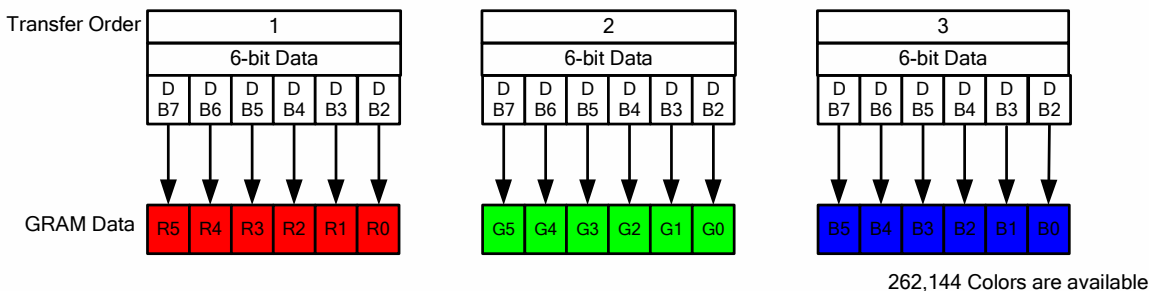 Transfer Order 1 2 3
6-bit Data 6-bit Data 6-bit Data
D D D D D D D D D D D D D D D D D D
B7 B6 B5 B4 B3 B2 B7 B6 B5 B4 B3 B2 B7 B6 B5 B4 B3 B2
GRAM Data R5 R4 R3 R2 R1 R0 G5 G4 G3 G2 G1 G0 B5 B4 B3 B2 B1 B0
262,144 Colors are available